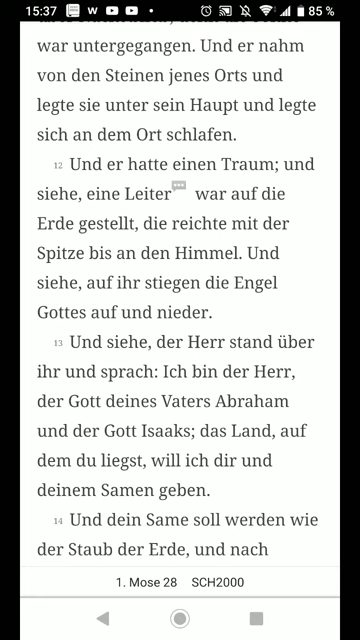 15:37
W
85 %
war untergegangen. Und er nahm
von den Steinen jenes Orts und
legte sie unter sein Haupt und legte
sich an dem Ort schlafen.
12 Und er hatte einen Traum; und
siehe, eine Leiter war auf die
Erde gestellt, die reichte mit der
Spitze bis an den Himmel. Und
siehe, auf ihr stiegen die Engel
Gottes auf und nieder.
13 Und siehe, der Herr stand über
ihr und sprach: Ich bin der Herr,
der Gott deines Vaters Abraham
und der Gott Isaaks; das Land, auf
dem du liegst, will ich dir und
deinem Samen geben.
14 Und dein Same soll werden wie
der Staub der Erde, und nach
1. Mose 28 SCH2000